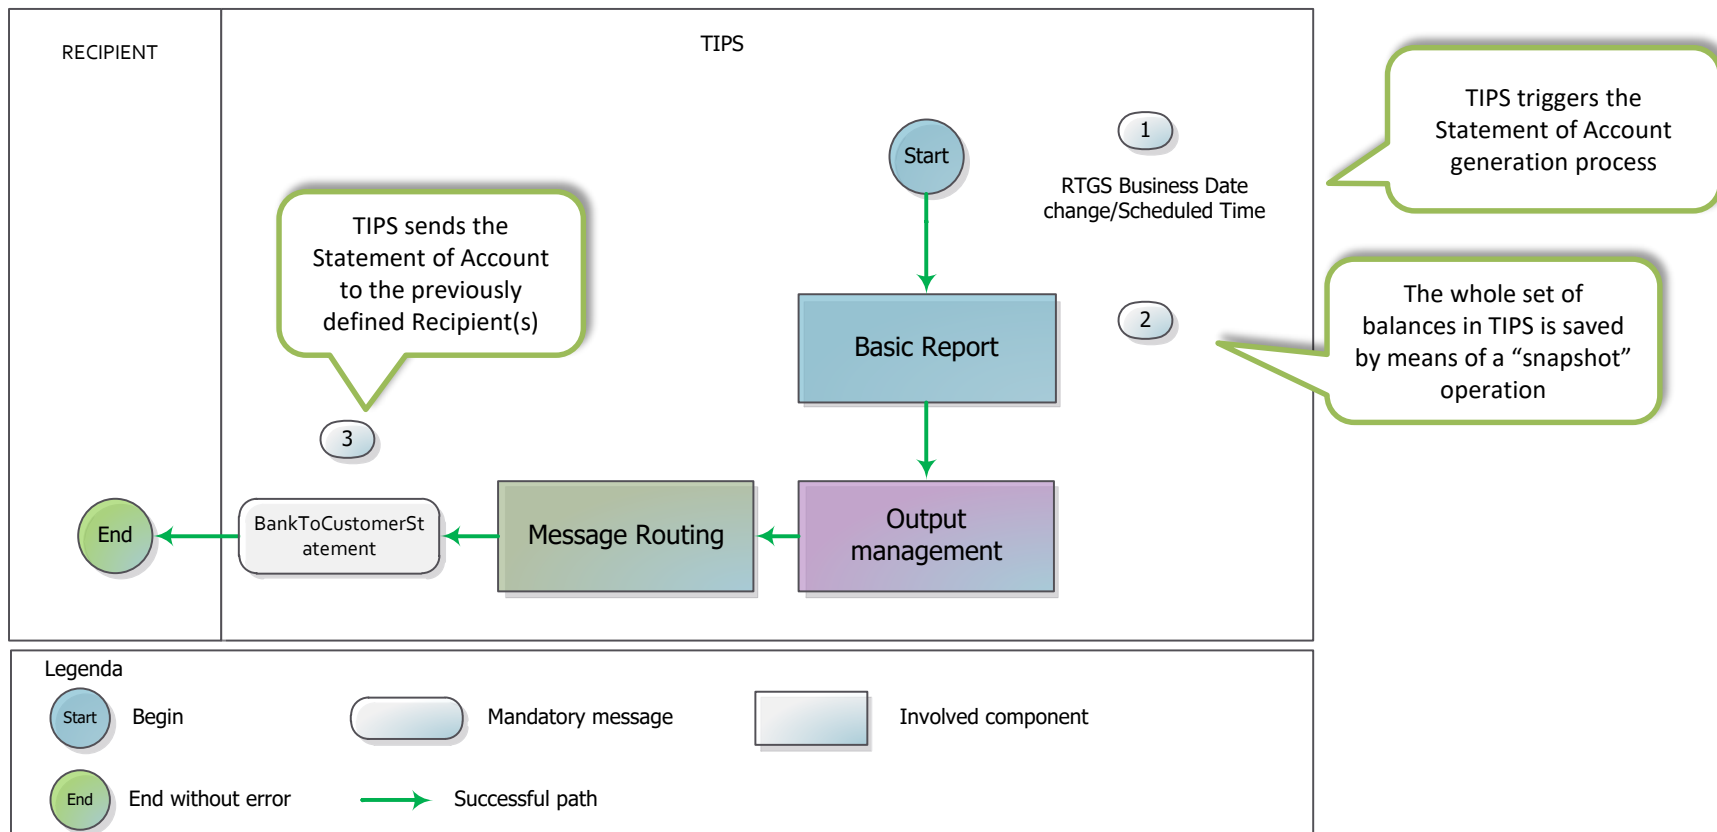 RECIPIENT
TIPS
Start
1
RTGS Business Date
change/Scheduled Time
TIPS triggers the
Statement of Account
generation process
TIPS sends the
Statement of Account
to the previously
defined Recipient(s)
Basic Report
2
The whole set of
balances in TIPS is saved
by means of a “snapshot”
operation
3
End
BankToCustomerSt
atement
Message Routing
Output
management
Legenda
Start
Begin
Mandatory message
Involved component
End
End without error
Successful path